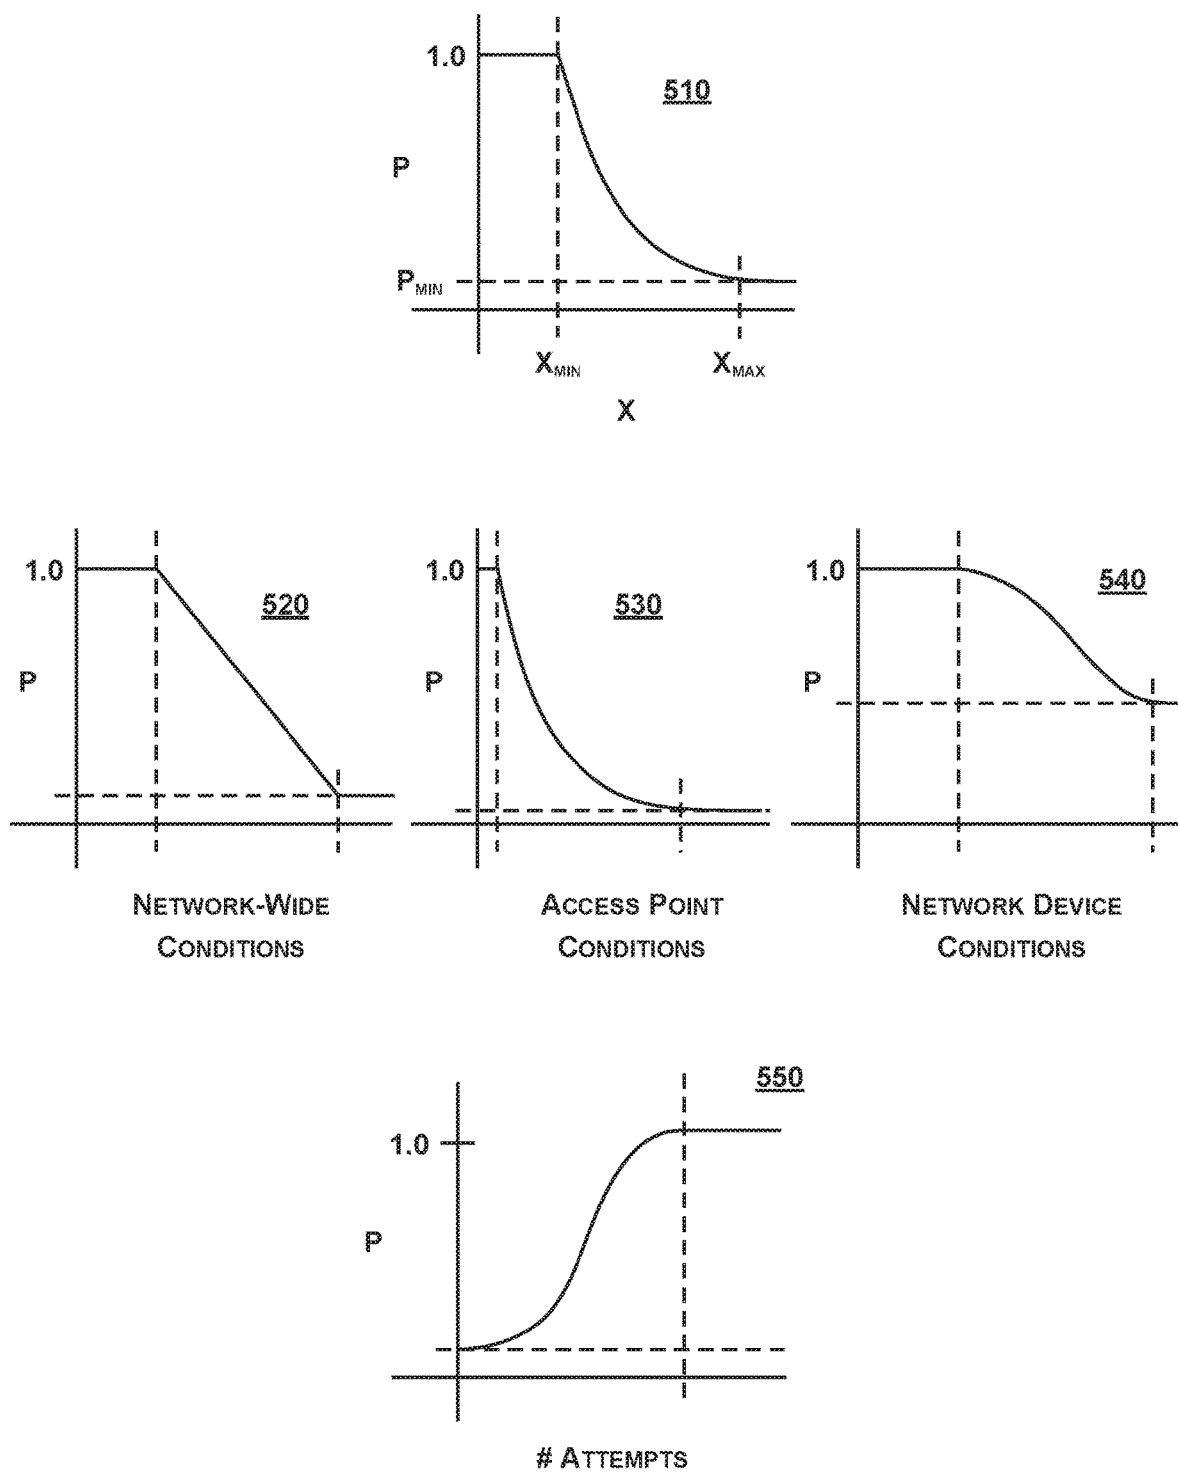 1.0
510
P
PMIN
XMIN XMAX
X
1.0 1.0 1.0
520 530 540
P P P
NETWORK-WIDE CONDITIONS
ACCESS POINT CONDITIONS
NETWORK DEVICE CONDITIONS
550
1.0
P
# ATTEMPTS